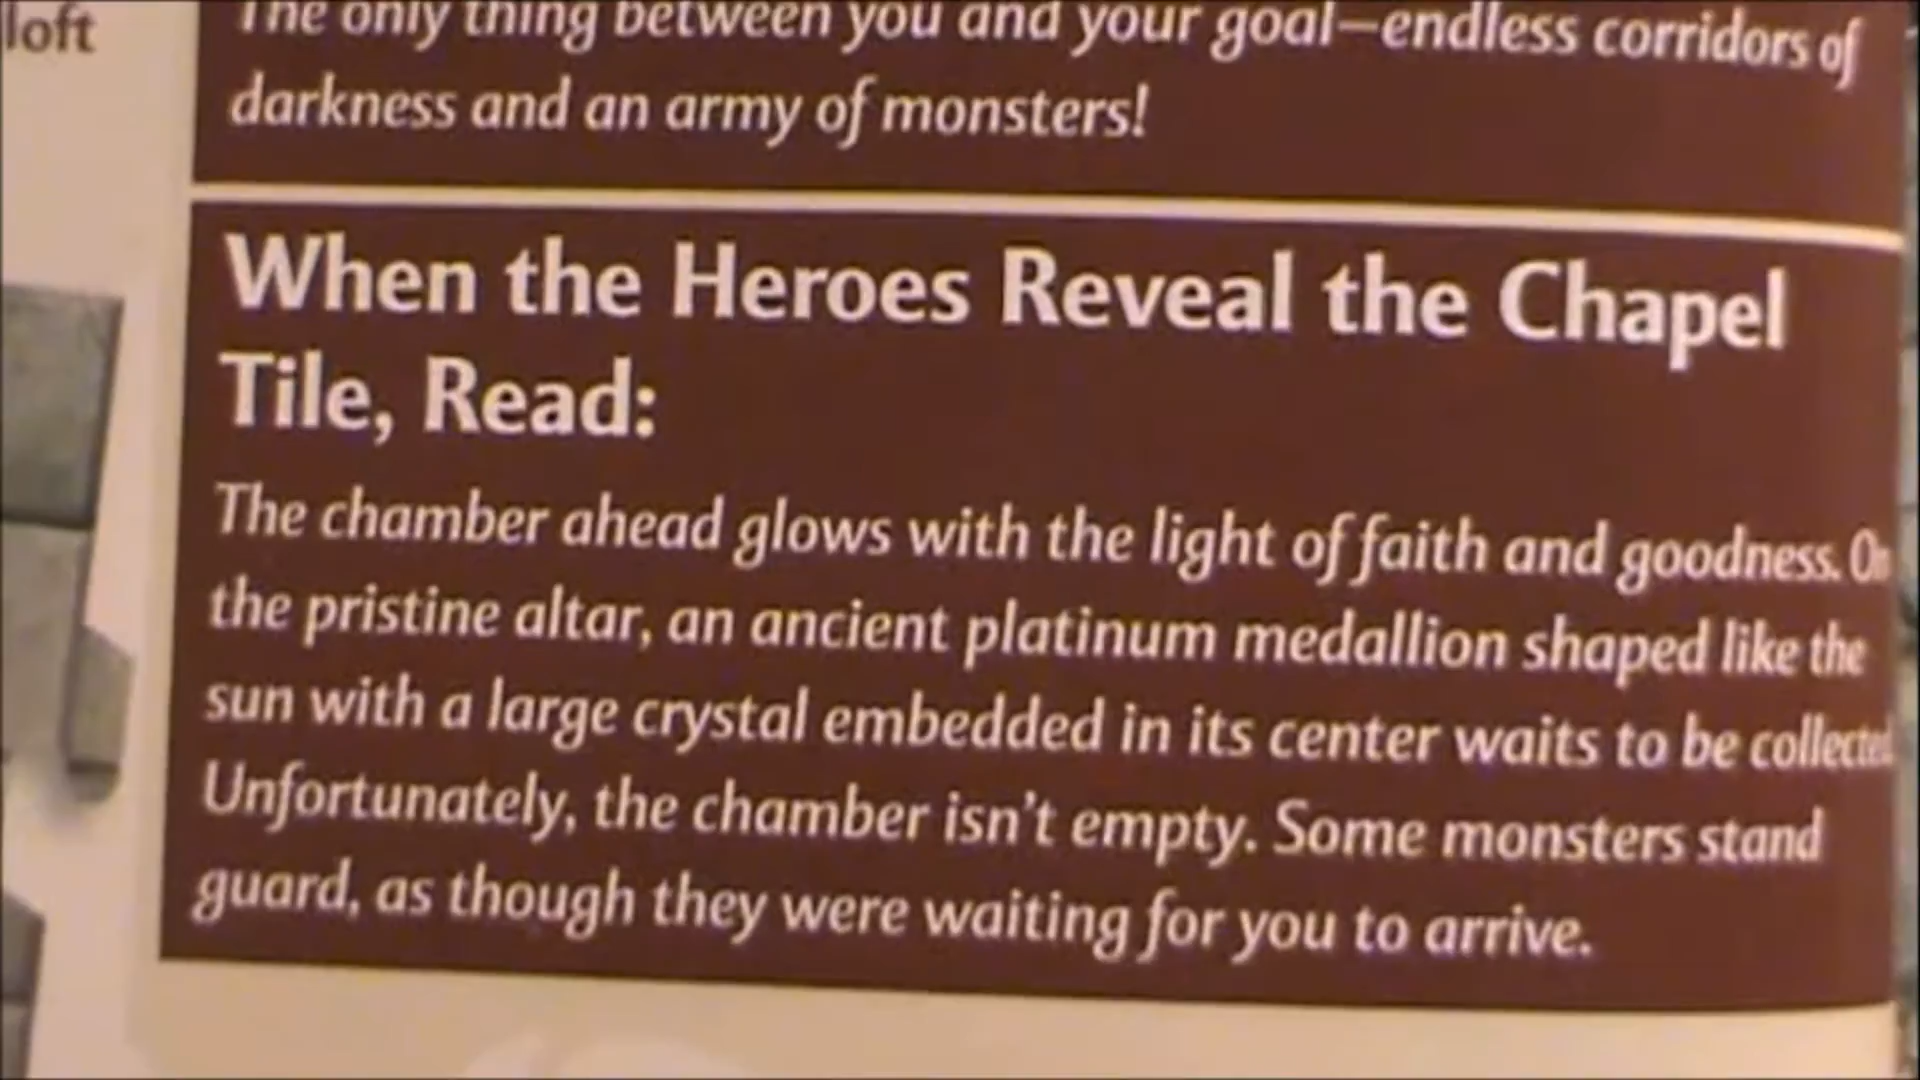 loft
The only thing between you and your goal—endless corridors of
darkness and an army of monsters!
When the Heroes Reveal the Chapel
Tile, Read:
The chamber ahead glows with the light of faith and goodness. On
the pristine altar, an ancient platinum medallion shaped like the
sun with a large crystal embedded in its center waits to be collected
Unfortunately, the chamber isn't empty. Some monsters stand
guard, as though they were waiting for you to arrive.